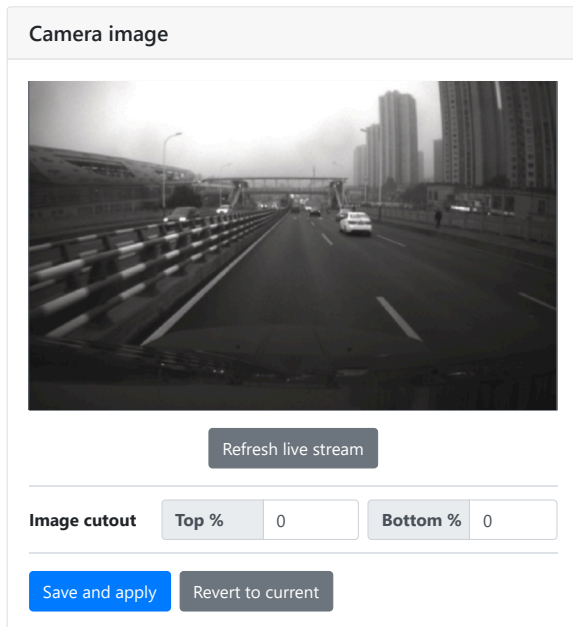 Camera image
Refresh live stream
Image cutout Top % 0 Bottom % 0
Save and apply Revert to current